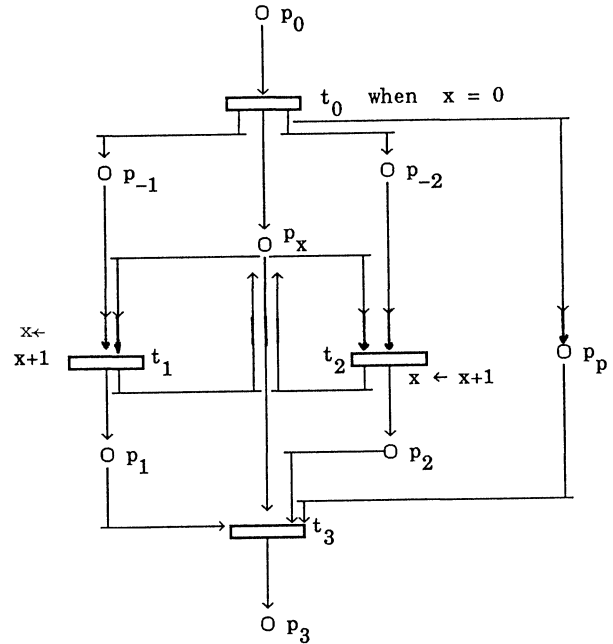 p0
t0 when x = 0
p-1
p-2
px
x←
x+1
t1
t2
x ← x+1
pp
p1
p2
t3
p3